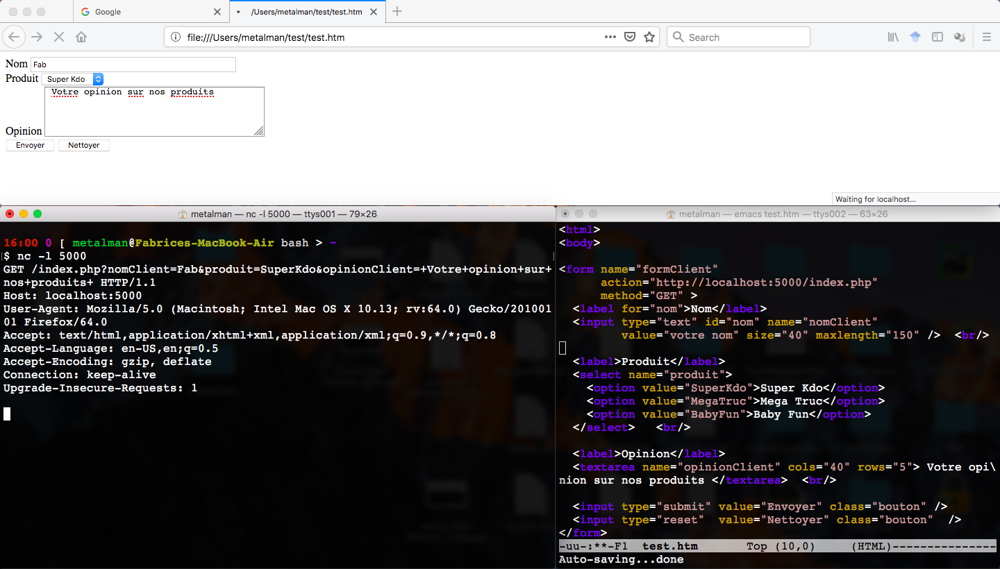 Google
/Users/metalman/test/test.htm
file:///Users/metalman/test/test.htm
Search
Nom Fab
Produit Super Kdo
Votre opinion sur nos produits
Opinion
Envoyer Nettoyer
Waiting for localhost...
metalman — nc -l 5000 — ttys001 — 79×26
16:00 0 [ metalman@Fabrices-MacBook-Air bash > ~
$ nc -l 5000
GET /index.php?nomClient=Fab&produit=SuperKdo&opinionClient=+Votre+opinion+sur+
nos+produits+ HTTP/1.1
Host: localhost:5000
User-Agent: Mozilla/5.0 (Macintosh; Intel Mac OS X 10.13; rv:64.0) Gecko/201001
01 Firefox/64.0
Accept: text/html,application/xhtml+xml,application/xml;q=0.9,*/*;q=0.8
Accept-Language: en-US,en;q=0.5
Accept-Encoding: gzip, deflate
Connection: keep-alive
Upgrade-Insecure-Requests: 1
metalman — emacs test.htm — ttys002 — 63×26
<html>
<body>
<form name="formClient"
action="http://localhost:5000/index.php"
method="GET" >
<label for="nom">Nom</label>
<input type="text" id="nom" name="nomClient"
value="votre nom" size="40" maxlength="150" /> <br/>
<label>Produit</label>
<select name="produit">
<option value="SuperKdo">Super Kdo</option>
<option value="MegaTruc">Mega Truc</option>
<option value="BabyFun">Baby Fun</option>
</select> <br/>
<label>Opinion</label>
<textarea name="opinionClient" cols="40" rows="5"> Votre opi\
nion sur nos produits </textarea> <br/>
<input type="submit" value="Envoyer" class="bouton" />
<input type="reset" value="Nettoyer" class="bouton" />
</form>
-uu-:**-F1 test.htm Top (10,0) (HTML)---------------
Auto-saving...done